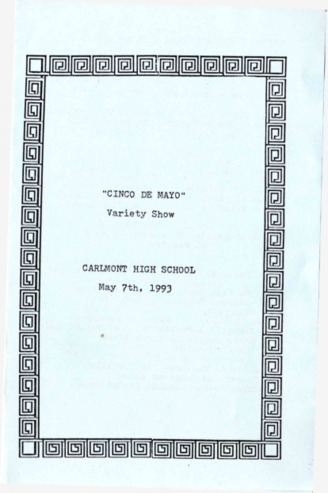 "CINCO DE MAYO"
Variety Show
CARLMONT HIGH SCHOOL
May 7th, 1993